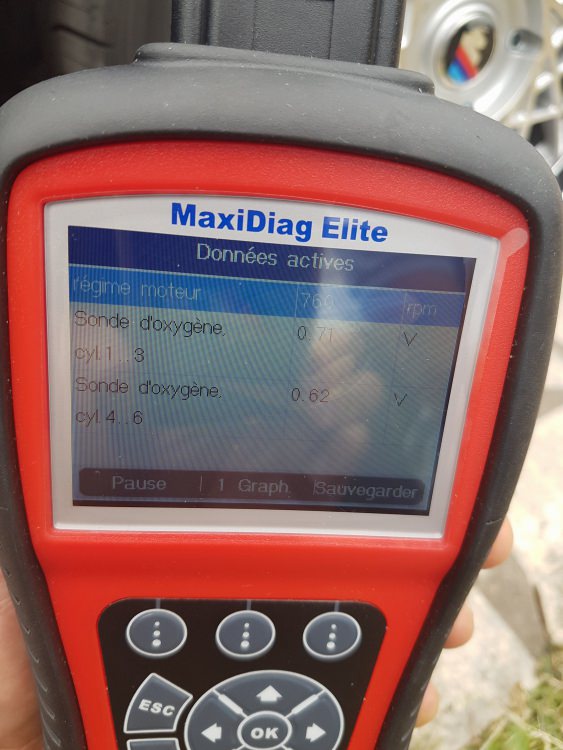 MaxiDiag Elite
Données actives
régime moteur 760 rpm
Sonde d'oxygène, 0.71 V
cyl.1...3
Sonde d'oxygène, 0.62 V
cyl.4..6
Pause | 1 Graph. |Sauvegarder
ESC
OK